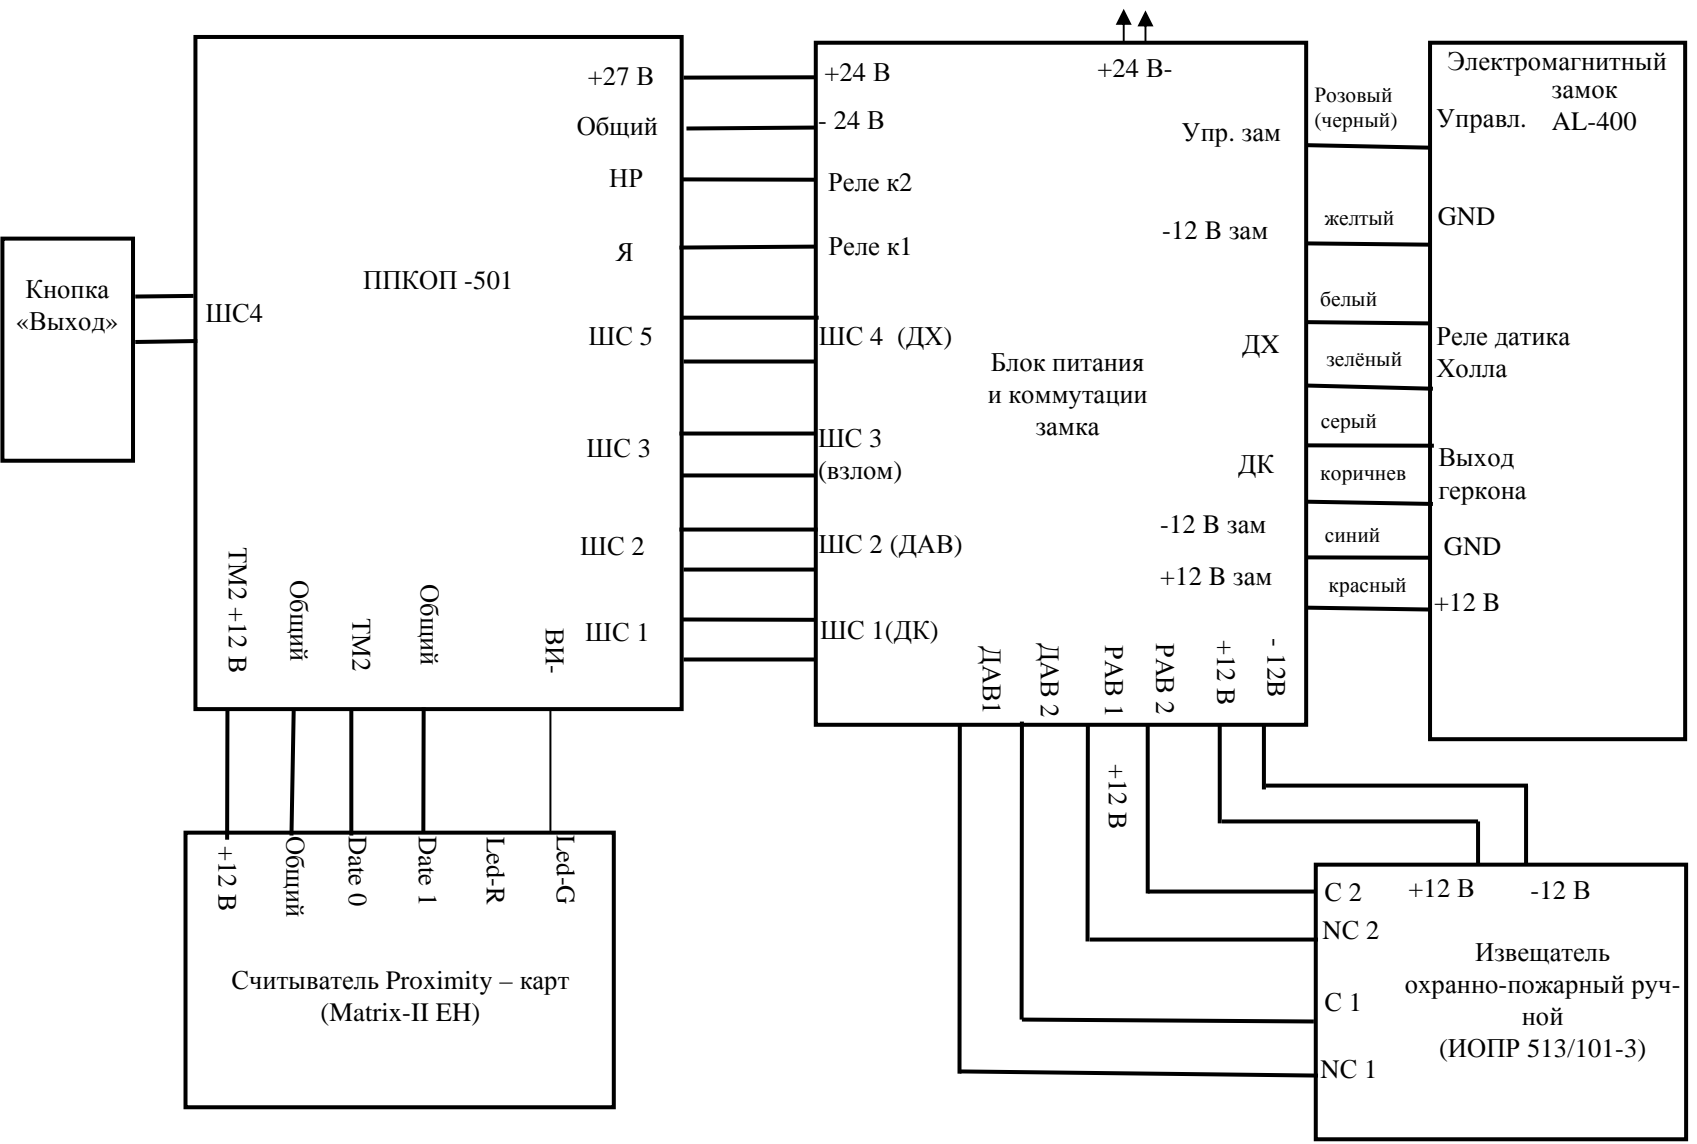 Кнопка
«Выход»
ППКОП -501
ШС4
+27 В
Общий
НР
Я
ШС 5
ШС 3
ШС 2
ШС 1
ТМ2 +12 В
Общий
ТМ2
Общий
ВИ-
+12 В
Общий
Date 0
Date 1
Led-R
Led-G
Считыватель Proximity – карт
(Matrix-II EH)
+24 В
- 24 В
Реле к2
Реле к1
ШС 4 (ДХ)
ШС 3
(взлом)
ШС 2 (ДАВ)
ШС 1(ДК)
Блок питания
и коммутации
замка
+24 В-
Упр. зам
-12 В зам
ДХ
ДК
-12 В зам
+12 В зам
ДАВ1
ДАВ 2
РАВ 1
РАВ 2
+12 В
- 12В
+12 В
Розовый
(черный)
желтый
белый
зелёный
серый
коричнев
синий
красный
Электромагнитный
замок
AL-400
Управл.
GND
Реле датика
Холла
Выход
геркона
GND
+12 В
С 2
+12 В
-12 В
NC 2
С 1
NC 1
Извещатель
охранно-пожарный руч-
ной
(ИОПР 513/101-3)